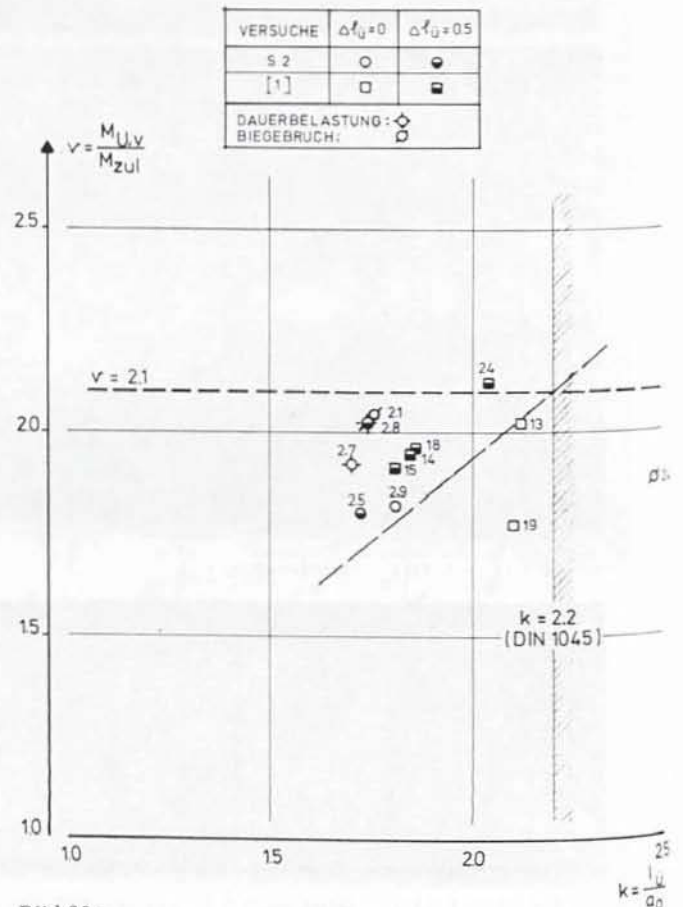 VERSUCHE Δℓü=0 Δℓü=0.5
S 2
[1]
DAUERBELASTUNG:
BIEGEBRUCH:
ν = M U,V / M zul
2.5
ν = 2.1
2.0
1.5
1.0
24
2.1
2.8
2.7
18
14
15
13
2.5
2.9
19
k = 2.2
(DIN 1045)
1.0 1.5 2.0 2.5
k = lü / a0